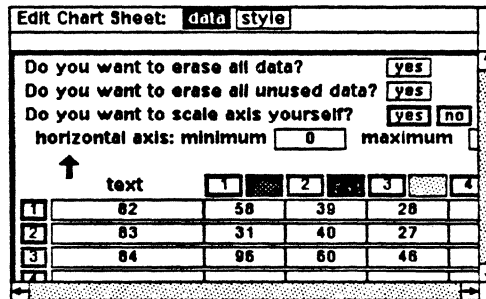 Edit Chart Sheet: data style
Do you want to erase all data? yes
Do you want to erase all unused data? yes
Do you want to scale axis yourself? yes no
horizontal axis: minimum 0 maximum
text 1 2 3 4
1 82 58 39 28
2 83 31 40 27
3 84 96 60 46